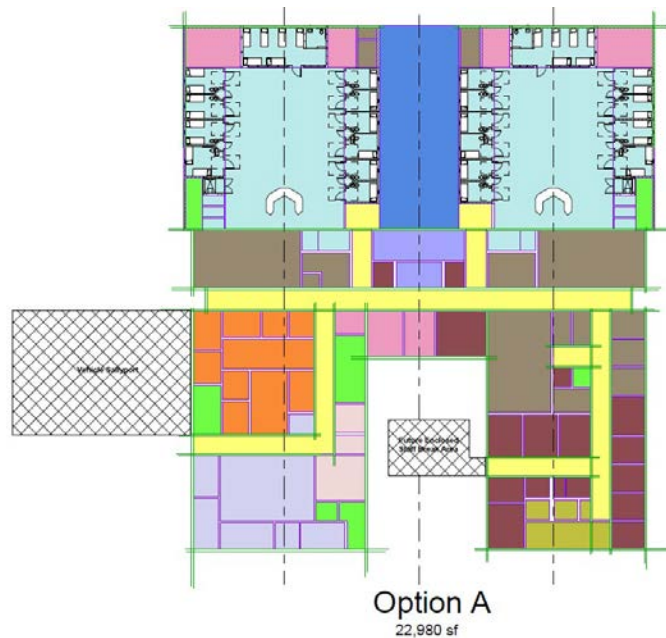 Vehicle Sallyport
Future Enclosed
Staff Break Area
Option A
22,980 sf